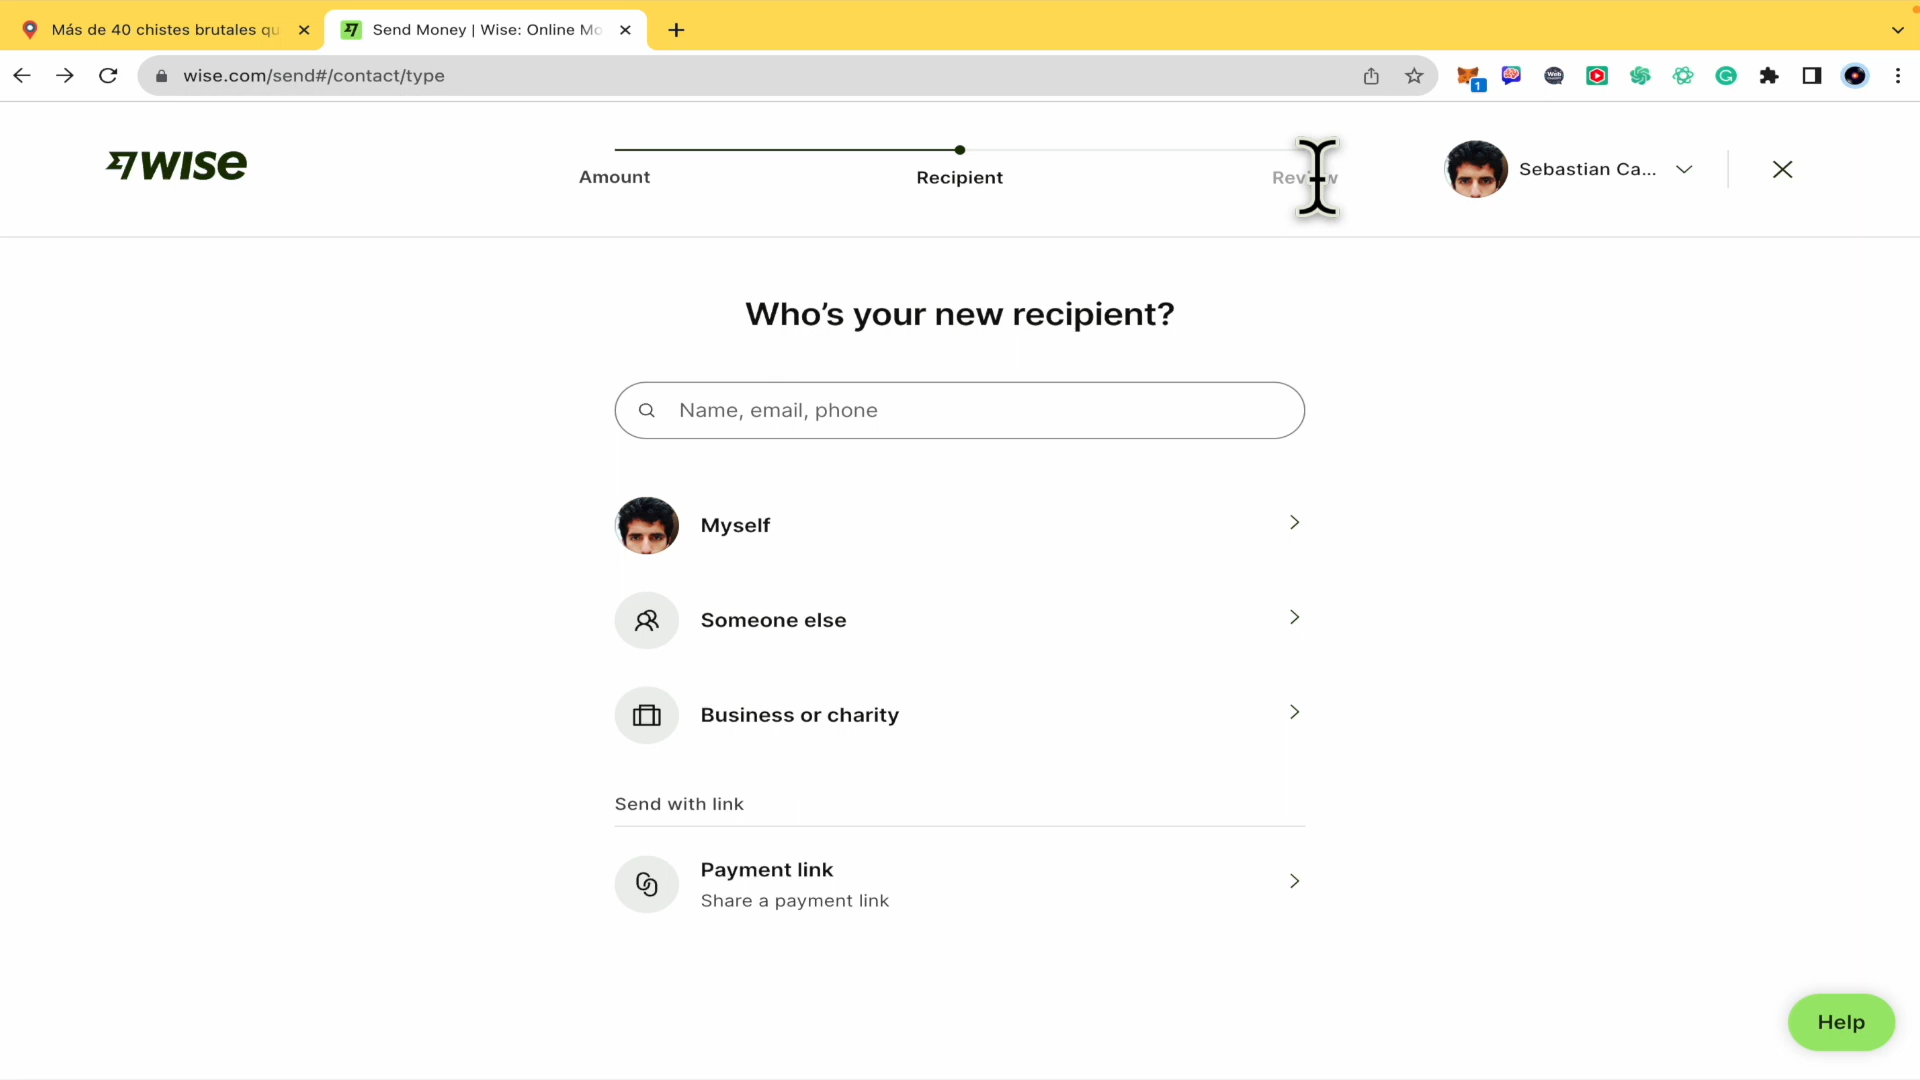 Más de 40 chistes brutales qu
Send Money | Wise: Online Mo
wise.com/send#/contact/type
1
Web
WISE
Amount
Recipient
Sebastian Ca...
Who's your new recipient?
Name, email, phone
Myself
Someone else
Business or charity
Send with link
Payment link
Share a payment link
Help